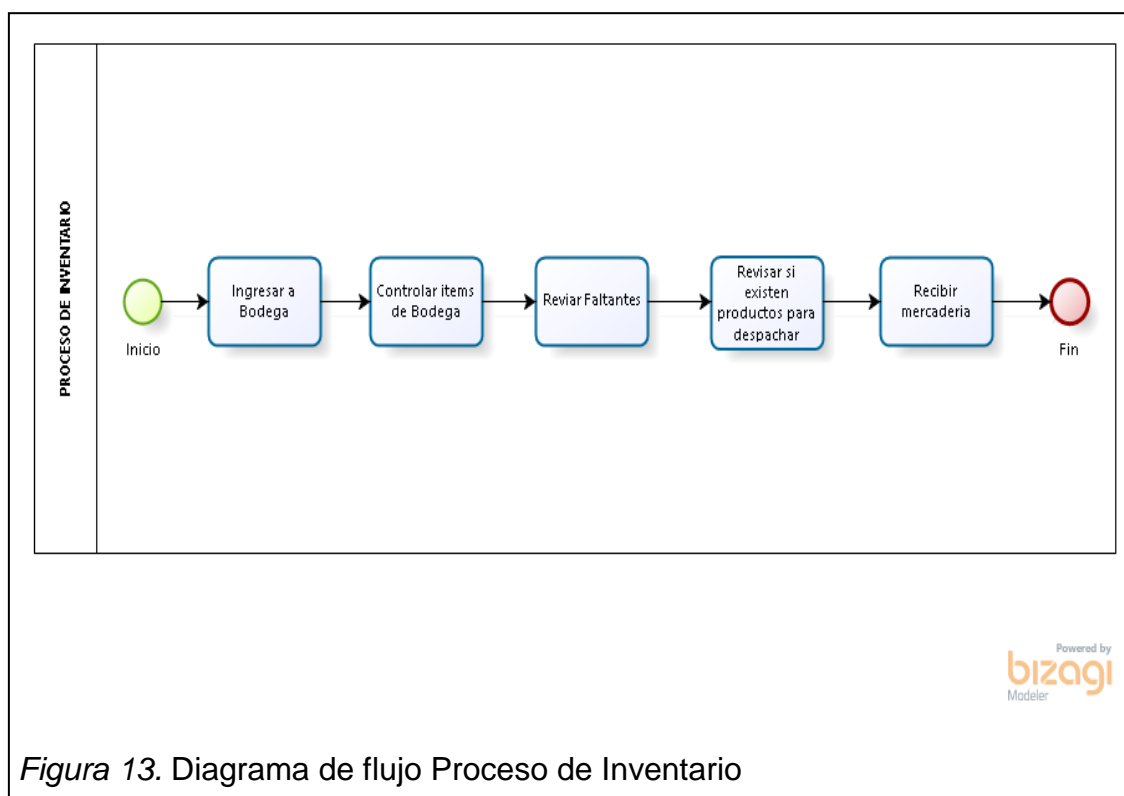 PROCESO DE INVENTARIO
Inicio
Ingresar a
Bodega
Controlar items
de Bodega
Reviar Faltantes
Revisar si
existen
productos para
despachar
Recibir
mercaderia
Fin
Powered by
bizagi
Modeler
Figura 13. Diagrama de flujo Proceso de Inventario